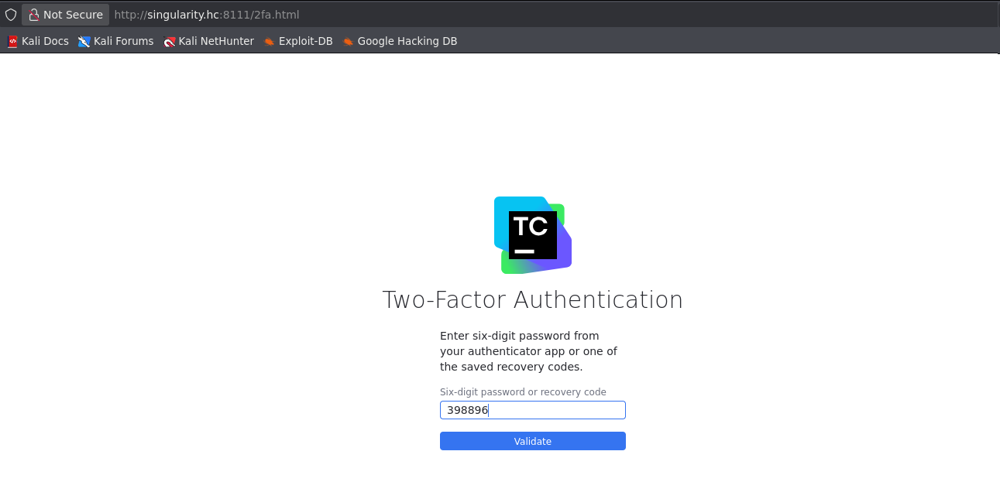 Not Secure http://singularity.hc:8111/2fa.html
Kali Docs Kali Forums Kali NetHunter Exploit-DB Google Hacking DB
TC
Two-Factor Authentication
Enter six-digit password from
your authenticator app or one of
the saved recovery codes.
Six-digit password or recovery code
398896
Validate